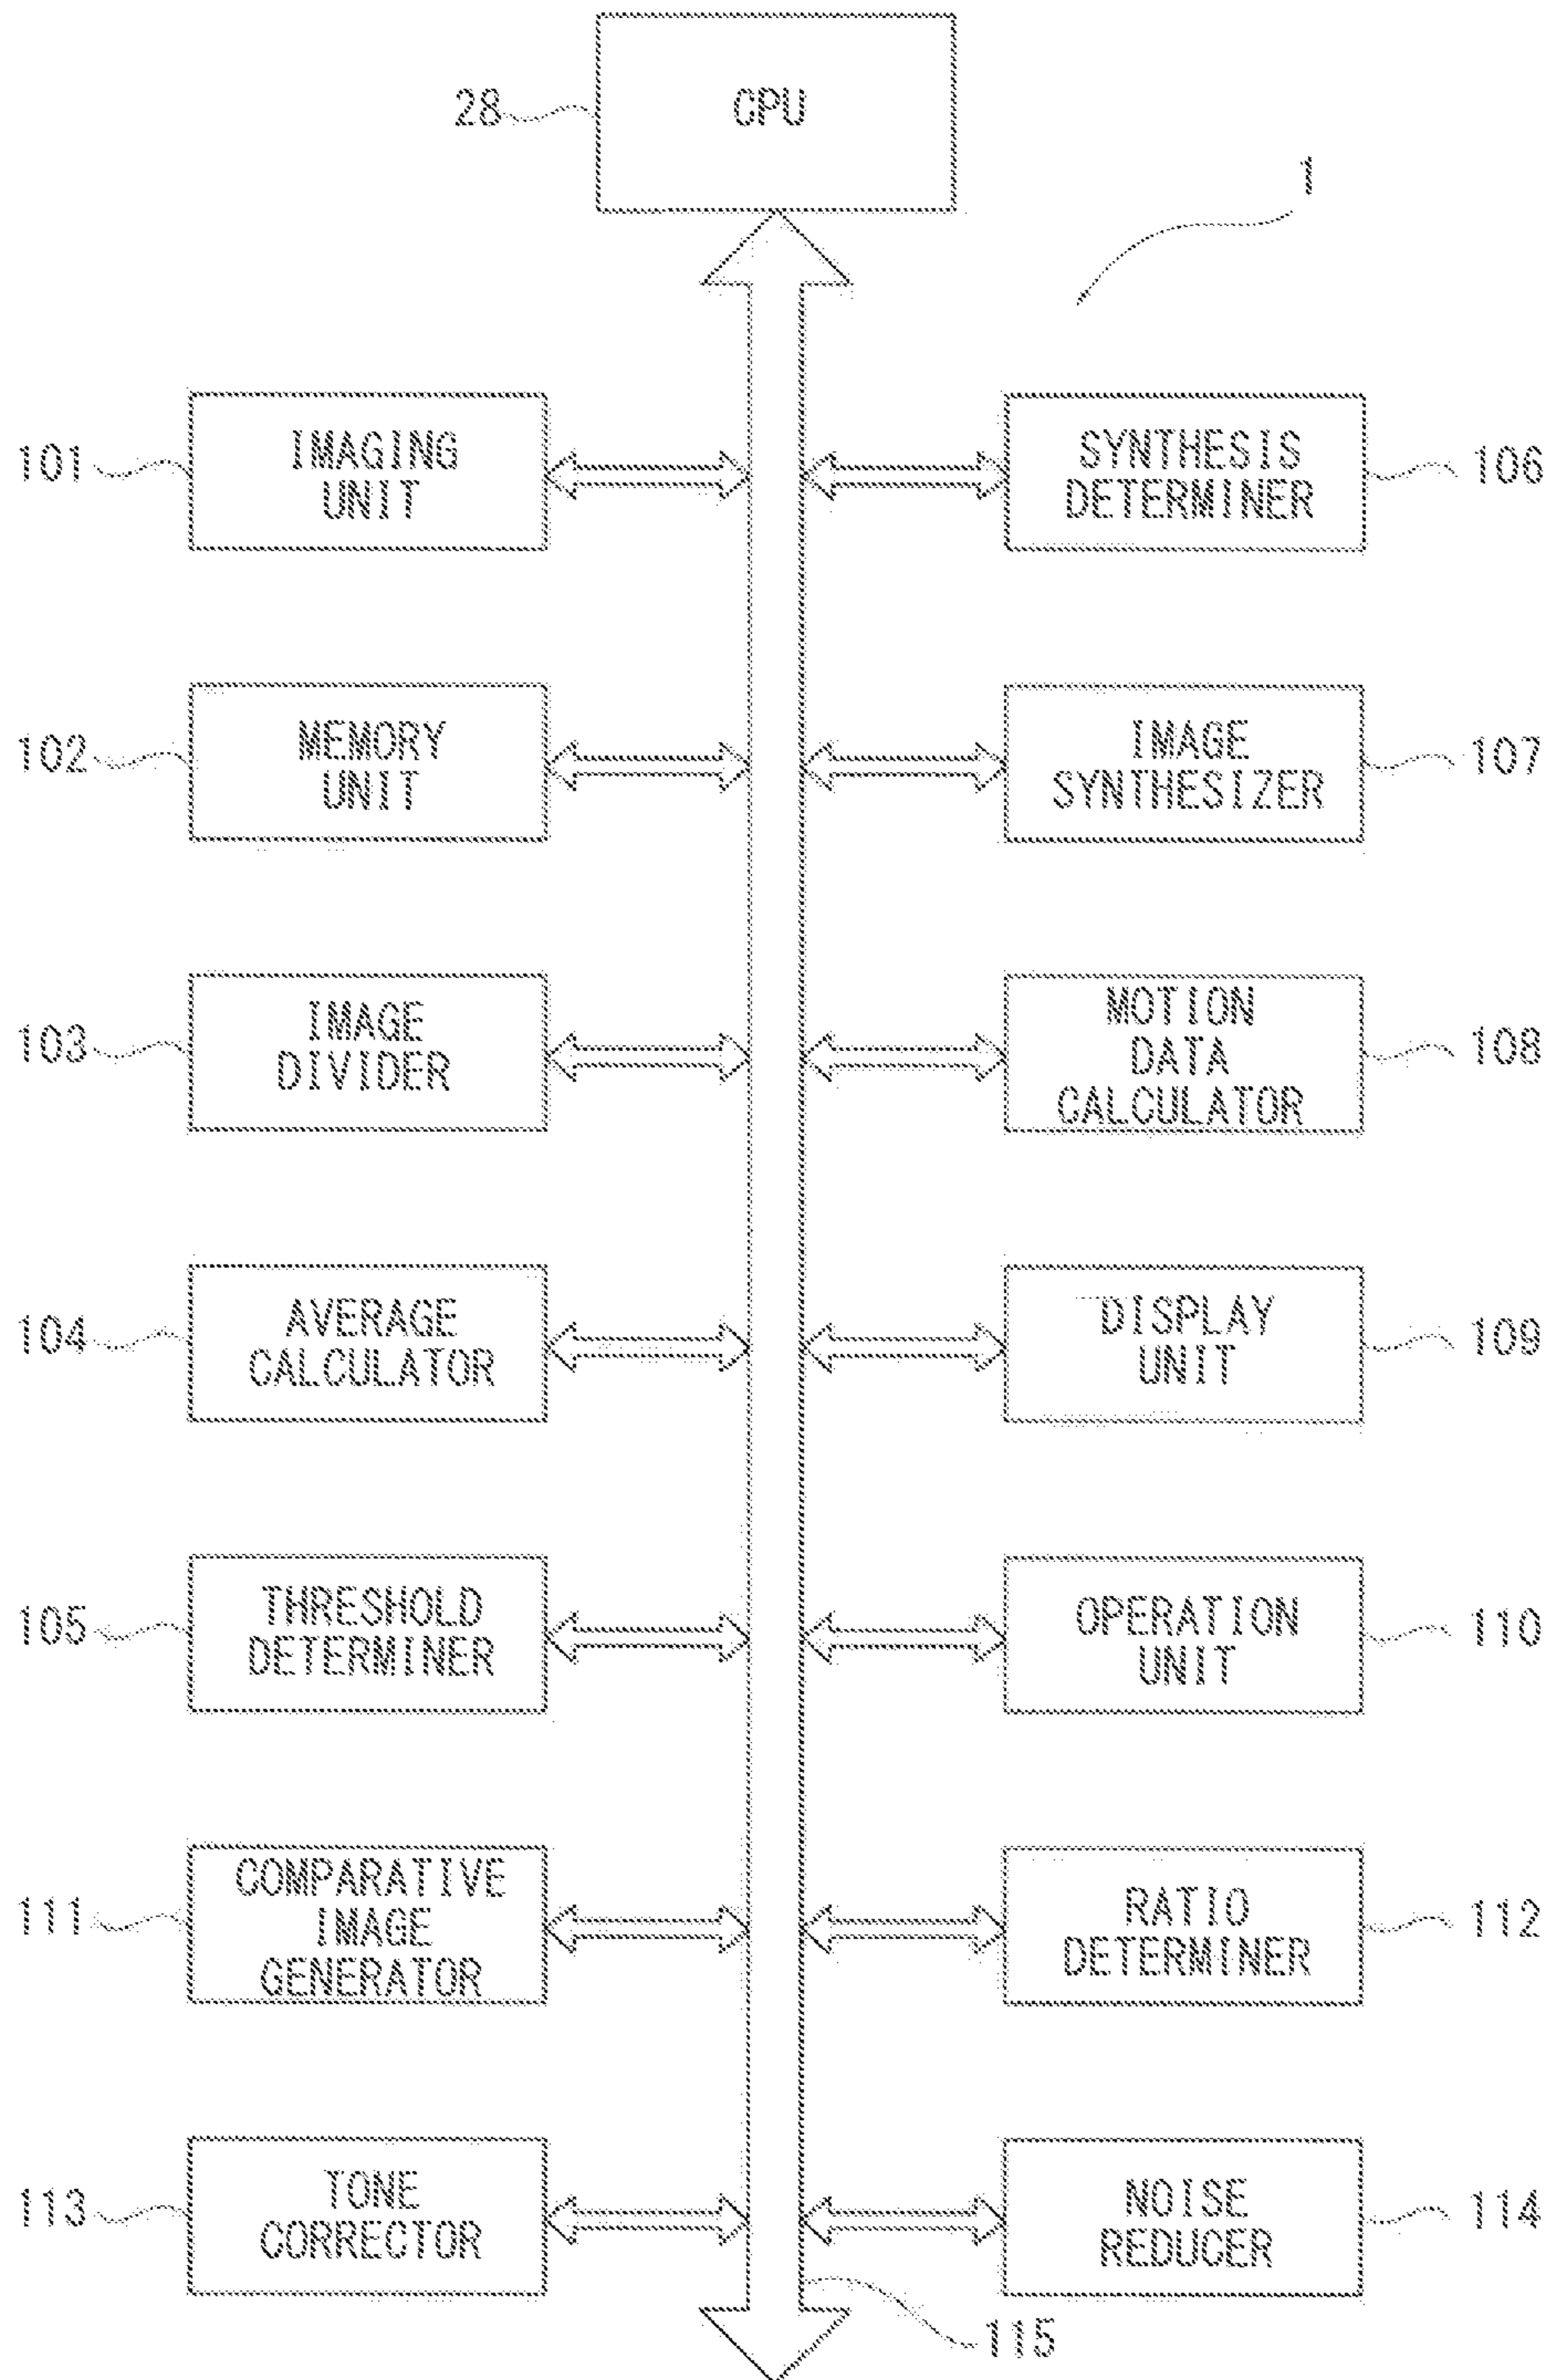 28
CPU
1
101
IMAGING
UNIT
SYNTHESIS
DETERMINER
106
102
MEMORY
UNIT
IMAGE
SYNTHESIZER
107
103
IMAGE
DIVIDER
MOTION
DATA
CALCULATOR
108
104
AVERAGE
CALCULATOR
DISPLAY
UNIT
109
105
THRESHOLD
DETERMINER
OPERATION
UNIT
110
111
COMPARATIVE
IMAGE
GENERATOR
RATIO
DETERMINER
112
113
TONE
CORRECTOR
NOISE
REDUCER
114
115